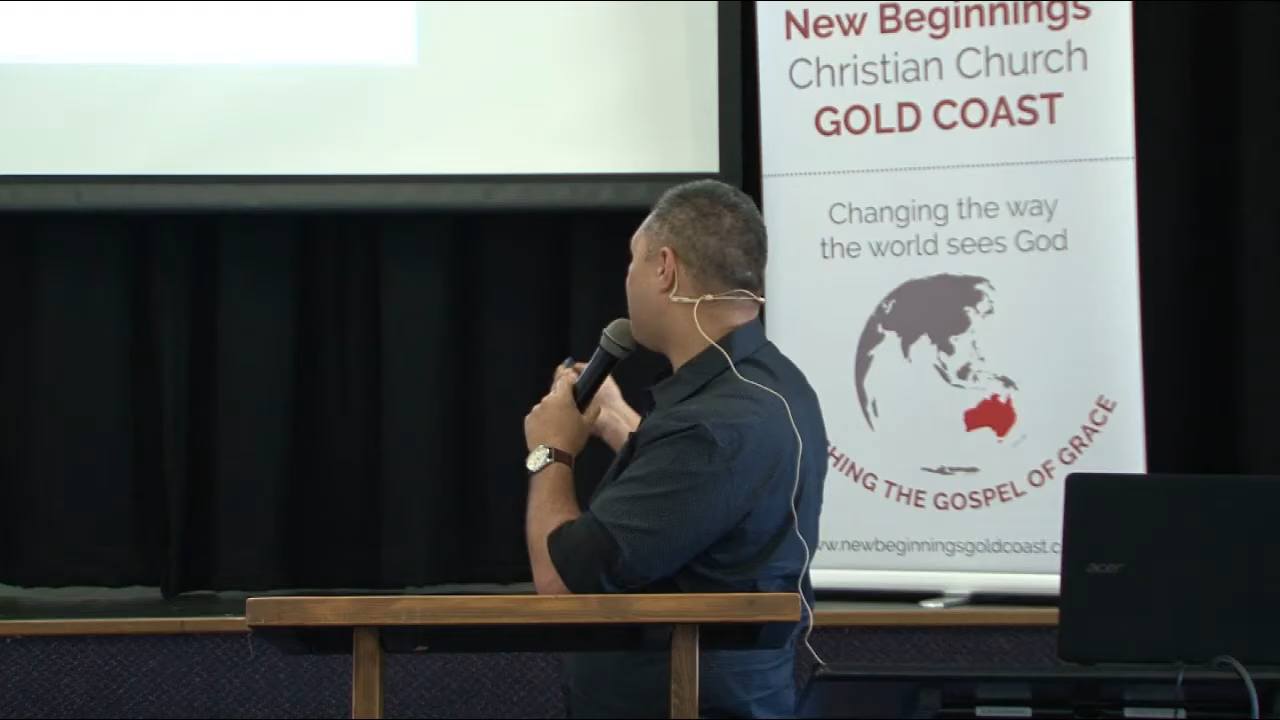 New Beginnings
Christian Church
GOLD COAST
Changing the way
the world sees God
HING THE GOSPEL OF GRACE
w.newbeginningsgoldcoast.c
acer